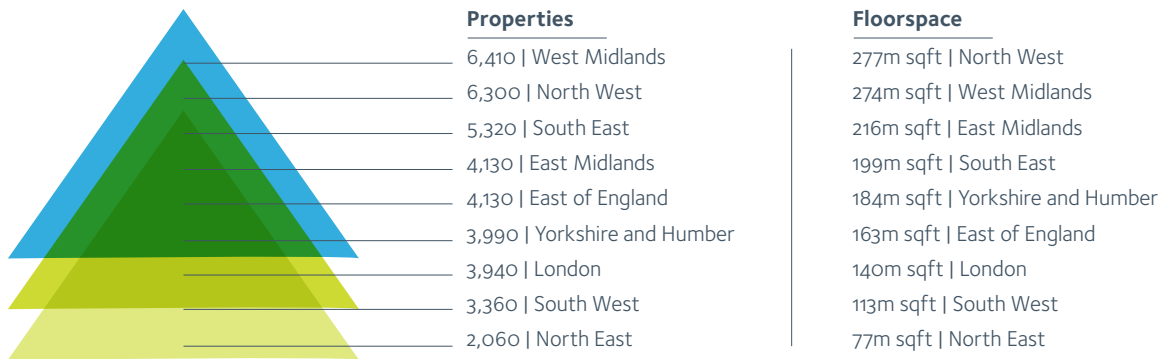 Properties
6,410 | West Midlands
6,300 | North West
5,320 | South East
4,130 | East Midlands
4,130 | East of England
3,990 | Yorkshire and Humber
3,940 | London
3,360 | South West
2,060 | North East
Floorspace
277m sqft | North West
274m sqft | West Midlands
216m sqft | East Midlands
199m sqft | South East
184m sqft | Yorkshire and Humber
163m sqft | East of England
140m sqft | London
113m sqft | South West
77m sqft | North East